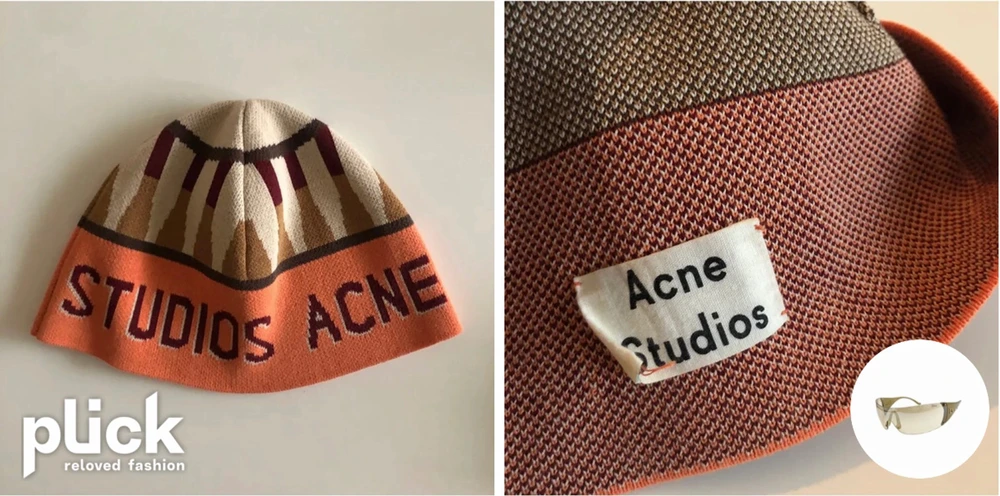 STUDIOS ACNE
plick
reloved fashion
Acne
Studios